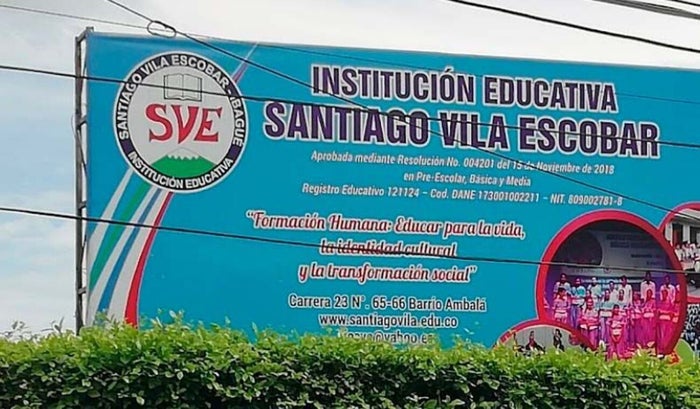 SANTIAGO VILA ESCOBAR - IBAGUÉ
SVE
INSTITUCIÓN EDUCATIVA
INSTITUCIÓN EDUCATIVA
SANTIAGO VILA ESCOBAR
Aprobada mediante Resolución No. 004201 del 15 de Noviembre de 2018
en Pre-Escolar, Básica y Media
Registro Educativo 121124 – Cod. DANE 173001002211 – NIT. 809002781-8
“Formación Humana: Educar para la vida,
la identidad cultural
y la transformación social”
Carrera 23 Nº. 65-66 Barrio Ambalá
www.santiagovila.edu.co